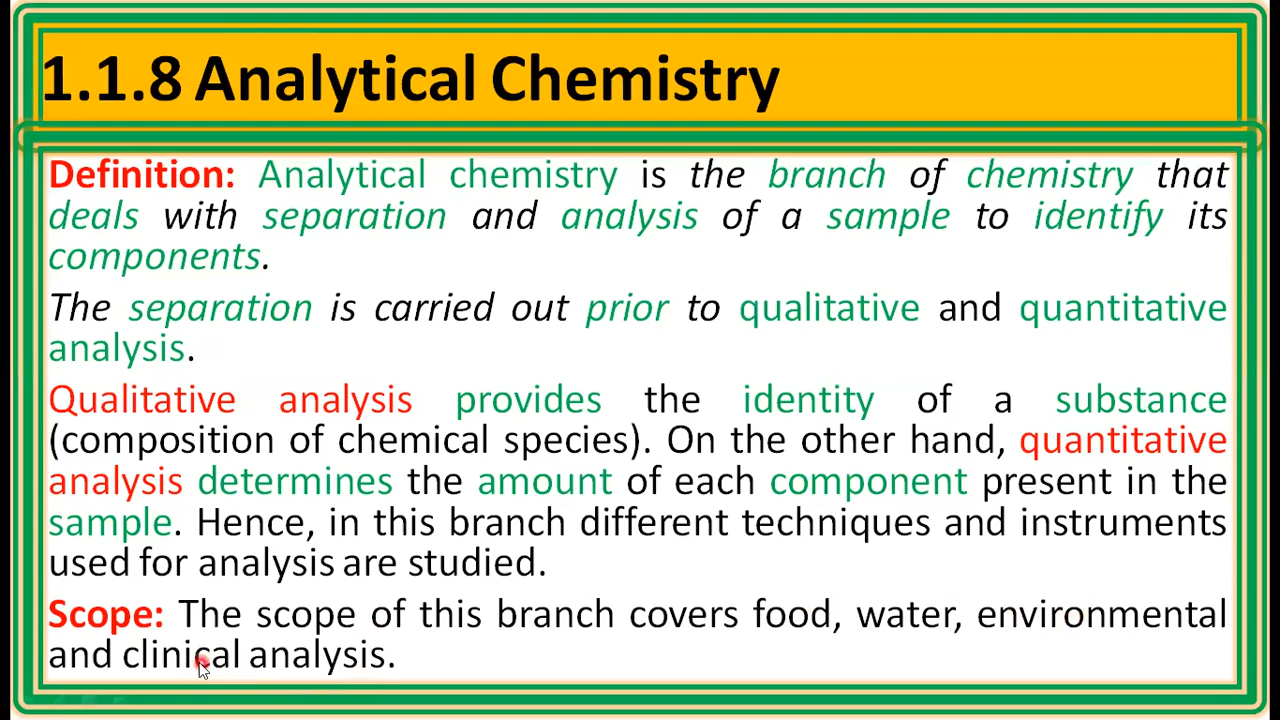 1.1.8 Analytical Chemistry
Definition: Analytical chemistry is the branch of chemistry that
deals with separation and analysis of a sample to identify its
components.
The separation is carried out prior to qualitative and quantitative
analysis.
Qualitative analysis provides the identity of a substance
(composition of chemical species). On the other hand, quantitative
analysis determines the amount of each component present in the
sample. Hence, in this branch different techniques and instruments
used for analysis are studied.
Scope: The scope of this branch covers food, water, environmental
and clinical analysis.